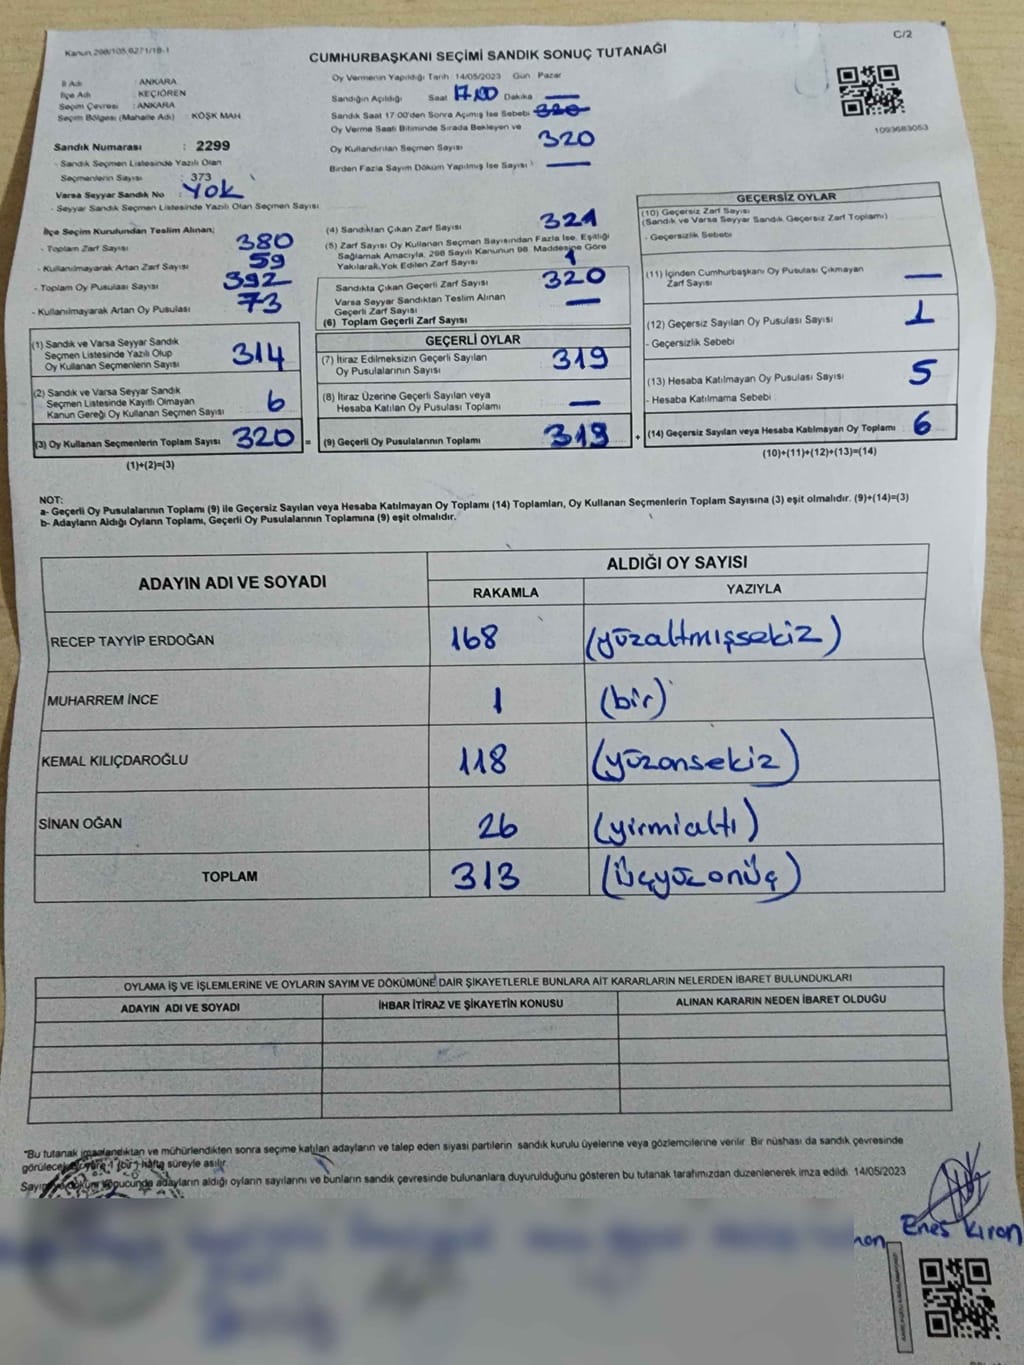 Kanun 298/105,6271/18-1
C/2
CUMHURBAŞKANI SEÇİMİ SANDIK SONUÇ TUTANAĞI
İl Adı : ANKARA
İlçe Adı : KEÇİÖREN
Seçim Çevresi : ANKARA
Seçim Bölgesi (Mahalle Adı) : KÖŞK MAH
Sandık Numarası : 2299
- Sandık Seçmen Listesinde Yazılı Olan
Seçmenlerin Sayısı : 373
Varsa Seyyar Sandık No : YOK
- Seyyar Sandık Seçmen Listesinde Yazılı Olan Seçmen Sayısı
Oy Vermenin Yapıldığı Tarih 14/05/2023 Gün Pazar
Sandığın Açıldığı Saat 17.00 Dakika —
Sandık Saat 17.00'den Sonra Açımış İse Sebebi 320
Oy Verme Saati Bitiminde Sırada Bekleyen ve
Oy Kullandırılan Seçmen Sayısı 320
Birden Fazla Sayım Döküm Yapılmış İse Sayısı —
1093683053
İlçe Seçim Kurulundan Teslim Alınan;
- Toplam Zarf Sayısı 380
- Kullanılmayarak Artan Zarf Sayısı 59
- Toplam Oy Pusulası Sayısı 392
- Kullanılmayarak Artan Oy Pusulası 73
(4) Sandıktan Çıkan Zarf Sayısı 321
(5) Zarf Sayısı Oy Kullanan Seçmen Sayısından Fazla İse, Eşitliği
Sağlamak Amacıyla, 298 Sayılı Kanunun 98. Maddesine Göre
Yakılarak Yok Edilen Zarf Sayısı 1
Sandıkta Çıkan Geçerli Zarf Sayısı 320
Varsa Seyyar Sandıktan Teslim Alınan
Geçerli Zarf Sayısı —
(6) Toplam Geçerli Zarf Sayısı
GEÇERSİZ OYLAR
(10) Geçersiz Zarf Sayısı
(Sandık ve Varsa Seyyar Sandık Geçersiz Zarf Toplamı)
- Geçersizlik Sebebi
(11) İçinden Cumhurbaşkanı Oy Pusulası Çıkmayan
Zarf Sayısı —
(12) Geçersiz Sayılan Oy Pusulası Sayısı 1
- Geçersizlik Sebebi
(13) Hesaba Katılmayan Oy Pusulası Sayısı 5
- Hesaba Katılmama Sebebi
(14) Geçersiz Sayılan veya Hesaba Katılmayan Oy Toplamı 6
(10)+(11)+(12)+(13)=(14)
(1) Sandık ve Varsa Seyyar Sandık
Seçmen Listesinde Yazılı Olup
Oy Kullanan Seçmenlerin Sayısı 314
(2) Sandık ve Varsa Seyyar Sandık
Seçmen Listesinde Kayıtlı Olmayan
Kanun Gereği Oy Kullanan Seçmen Sayısı 6
(3) Oy Kullanan Seçmenlerin Toplam Sayısı 320 =
(1)+(2)=(3)
GEÇERLİ OYLAR
(7) İtiraz Edilmeksizin Geçerli Sayılan
Oy Pusulalarının Sayısı 319
(8) İtiraz Üzerine Geçerli Sayılan veya
Hesaba Katılan Oy Pusulası Toplamı —
(9) Geçerli Oy Pusulalarının Toplamı 313 +
NOT:
a- Geçerli Oy Pusulalarının Toplamı (9) ile Geçersiz Sayılan veya Hesaba Katılmayan Oy Toplamı (14) Toplamları, Oy Kullanan Seçmenlerin Toplam Sayısına (3) eşit olmalıdır. (9)+(14)=(3)
b- Adayların Aldığı Oyların Toplamı, Geçerli Oy Pusulalarının Toplamına (9) eşit olmalıdır.
ADAYIN ADI VE SOYADI ALDIĞI OY SAYISI
RAKAMLA YAZIYLA
RECEP TAYYİP ERDOĞAN 168 (yüzaltmışsekiz)
MUHARREM İNCE 1 (bir)
KEMAL KILIÇDAROĞLU 118 (yüzonsekiz)
SİNAN OĞAN 26 (yirmialtı)
TOPLAM 313 (üçyüzonüç)
OYLAMA İŞ VE İŞLEMLERİNE VE OYLARIN SAYIM VE DÖKÜMÜNE DAİR ŞİKAYETLERLE BUNLARA AİT KARARLARIN NELERDEN İBARET BULUNDUKLARI
ADAYIN ADI VE SOYADI İHBAR İTİRAZ VE ŞİKAYETİN KONUSU ALINAN KARARIN NEDEN İBARET OLDUĞU
"Bu tutanak imzalandıktan ve mühürlendikten sonra seçime katılan adayların ve talep eden siyasi partilerin sandık kurulu üyelerine veya gözlemcilerine verilir. Bir nüshası da sandık çevresinde
görülecek bir yere 1 (bir) hafta süreyle asılır.
Sayım ve döküm sonucunda adayların aldığı oyların sayılarını ve bunların sandık çevresinde bulunanlara duyurulduğunu gösteren bu tutanak tarafımızdan düzenlenerek imza edildi. 14/05/2023
Enes Kıran